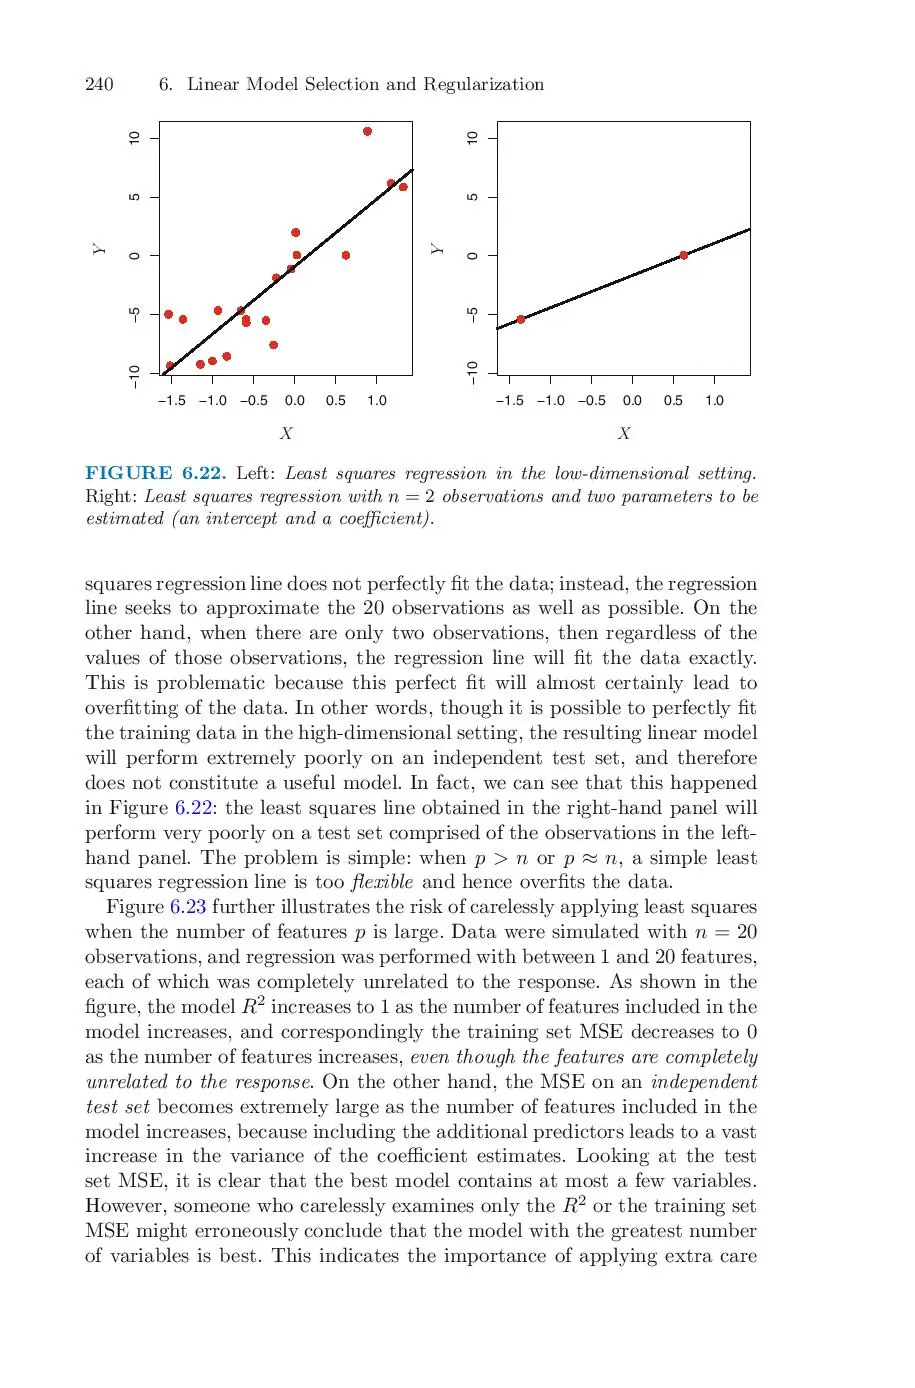 240 6. Linear Model Selection and Regularization
10
5
0
−5
−10
Y
−1.5 −1.0 −0.5 0.0 0.5 1.0
X
10
5
0
−5
−10
Y
−1.5 −1.0 −0.5 0.0 0.5 1.0
X
FIGURE 6.22. Left: Least squares regression in the low-dimensional setting.
Right: Least squares regression with n = 2 observations and two parameters to be
estimated (an intercept and a coefficient).
squares regression line does not perfectly fit the data; instead, the regression
line seeks to approximate the 20 observations as well as possible. On the
other hand, when there are only two observations, then regardless of the
values of those observations, the regression line will fit the data exactly.
This is problematic because this perfect fit will almost certainly lead to
overfitting of the data. In other words, though it is possible to perfectly fit
the training data in the high-dimensional setting, the resulting linear model
will perform extremely poorly on an independent test set, and therefore
does not constitute a useful model. In fact, we can see that this happened
in Figure 6.22: the least squares line obtained in the right-hand panel will
perform very poorly on a test set comprised of the observations in the left-
hand panel. The problem is simple: when p > n or p ≈ n, a simple least
squares regression line is too flexible and hence overfits the data.
Figure 6.23 further illustrates the risk of carelessly applying least squares
when the number of features p is large. Data were simulated with n = 20
observations, and regression was performed with between 1 and 20 features,
each of which was completely unrelated to the response. As shown in the
figure, the model R² increases to 1 as the number of features included in the
model increases, and correspondingly the training set MSE decreases to 0
as the number of features increases, even though the features are completely
unrelated to the response. On the other hand, the MSE on an independent
test set becomes extremely large as the number of features included in the
model increases, because including the additional predictors leads to a vast
increase in the variance of the coefficient estimates. Looking at the test
set MSE, it is clear that the best model contains at most a few variables.
However, someone who carelessly examines only the R² or the training set
MSE might erroneously conclude that the model with the greatest number
of variables is best. This indicates the importance of applying extra care